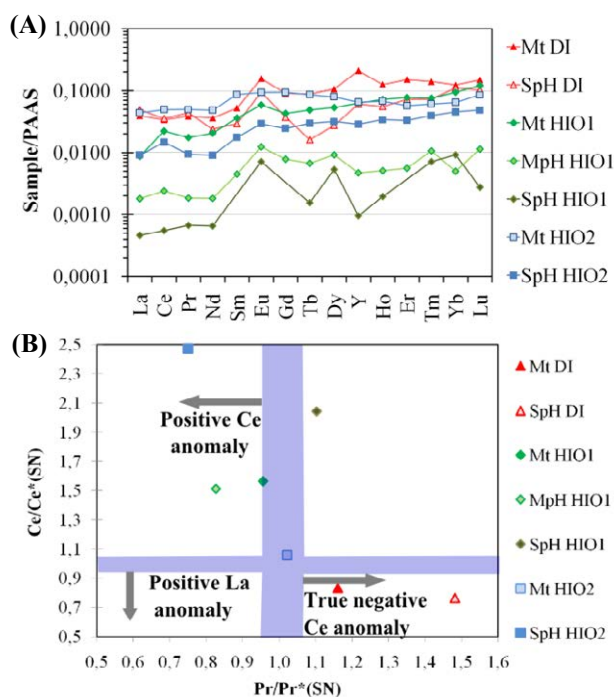 (A)
Sample/PAAS
1,0000
0,1000
0,0100
0,0010
0,0001
La Ce Pr Nd Sm Eu Gd Tb Dy Y Ho Er Tm Yb Lu
Mt DI
SpH DI
Mt HIO1
MpH HIO1
SpH HIO1
Mt HIO2
SpH HIO2
(B)
Ce/Ce*(SN)
2,5
2,3
2,1
1,9
1,7
1,5
1,3
1,1
0,9
0,7
0,5
Positive Ce
anomaly
Positive La
anomaly
True negative
Ce anomaly
0,5 0,6 0,7 0,8 0,9 1,0 1,1 1,2 1,3 1,4 1,5 1,6
Pr/Pr*(SN)
Mt DI
SpH DI
Mt HIO1
MpH HIO1
SpH HIO1
Mt HIO2
SpH HIO2